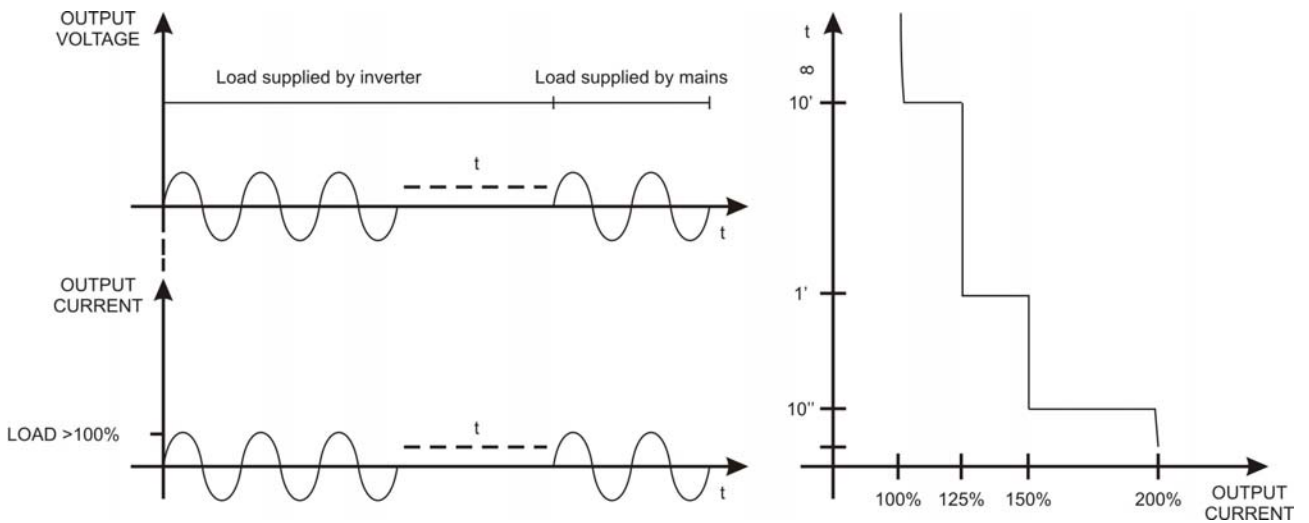 OUTPUT
VOLTAGE
Load supplied by inverter
Load supplied by mains
t
t
OUTPUT
CURRENT
LOAD >100%
t
t
t
∞
10'
1'
10''
100%
125%
150%
200%
OUTPUT
CURRENT